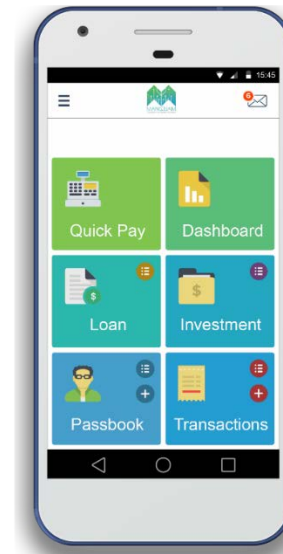 15:45
6
Quick Pay
Dashboard
Loan
Investment
Passbook
Transactions